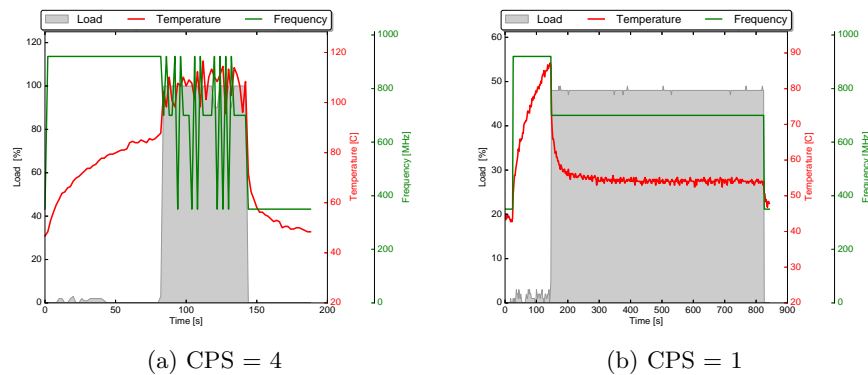 Load Temperature Frequency
120
100
80
60
40
20
0
Load [%]
0 50 100 150 200
Time [s]
120
100
80
60
40
20
Temperature [C]
1000
800
600
400
200
0
Frequency [MHz]
(a) CPS = 4
Load Temperature Frequency
60
50
40
30
20
10
0
Load [%]
0 100 200 300 400 500 600 700 800 900
Time [s]
90
80
70
60
50
40
30
20
Temperature [C]
1000
800
600
400
200
0
Frequency [MHz]
(b) CPS = 1